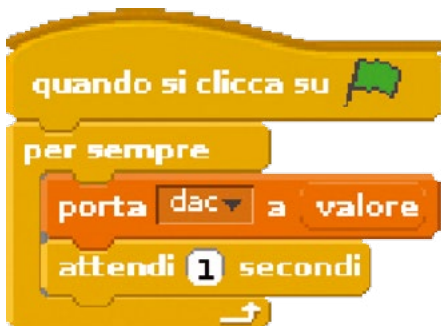 quando si clicca su
per sempre
porta dac a valore
attendi 1 secondi